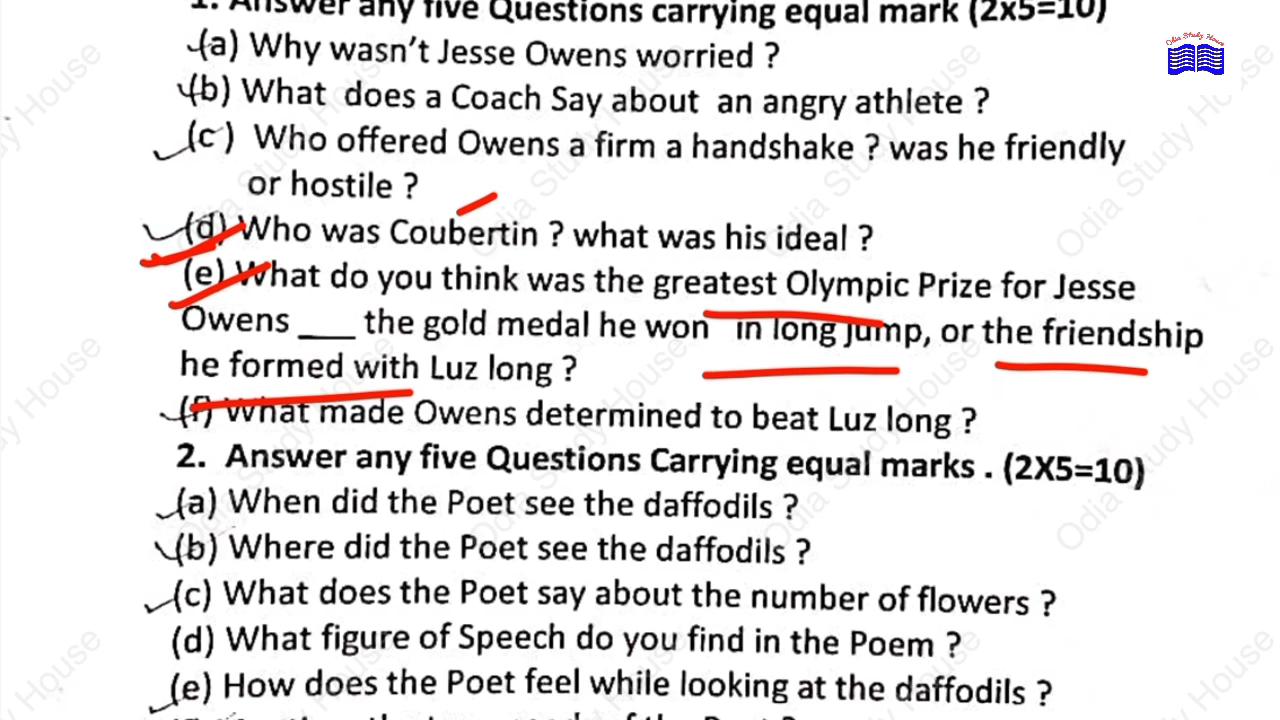 1. Answer any five Questions carrying equal mark (2x5=10)
Odia Study House
(a) Why wasn't Jesse Owens worried ?
(b) What does a Coach Say about an angry athlete ?
(c) Who offered Owens a firm a handshake ? was he friendly
or hostile ?
(d) Who was Coubertin ? what was his ideal ?
(e) What do you think was the greatest Olympic Prize for Jesse
Owens ___ the gold medal he won in long jump, or the friendship
he formed with Luz long ?
(f) What made Owens determined to beat Luz long ?
2. Answer any five Questions Carrying equal marks . (2X5=10)
(a) When did the Poet see the daffodils ?
(b) Where did the Poet see the daffodils ?
(c) What does the Poet say about the number of flowers ?
(d) What figure of Speech do you find in the Poem ?
(e) How does the Poet feel while looking at the daffodils ?